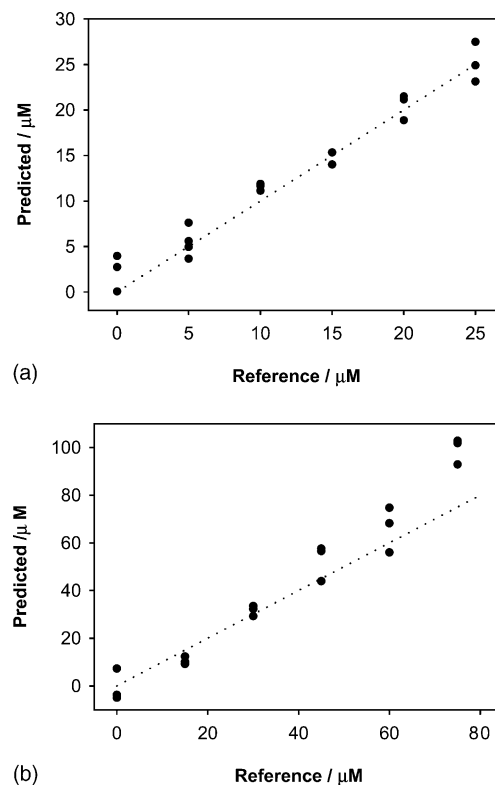 30
25
20
15
10
5
0
Predicted / μM
0 5 10 15 20 25
Reference / μM
(a)
100
80
60
40
20
0
Predicted /μ M
0 20 40 60 80
Reference / μM
(b)